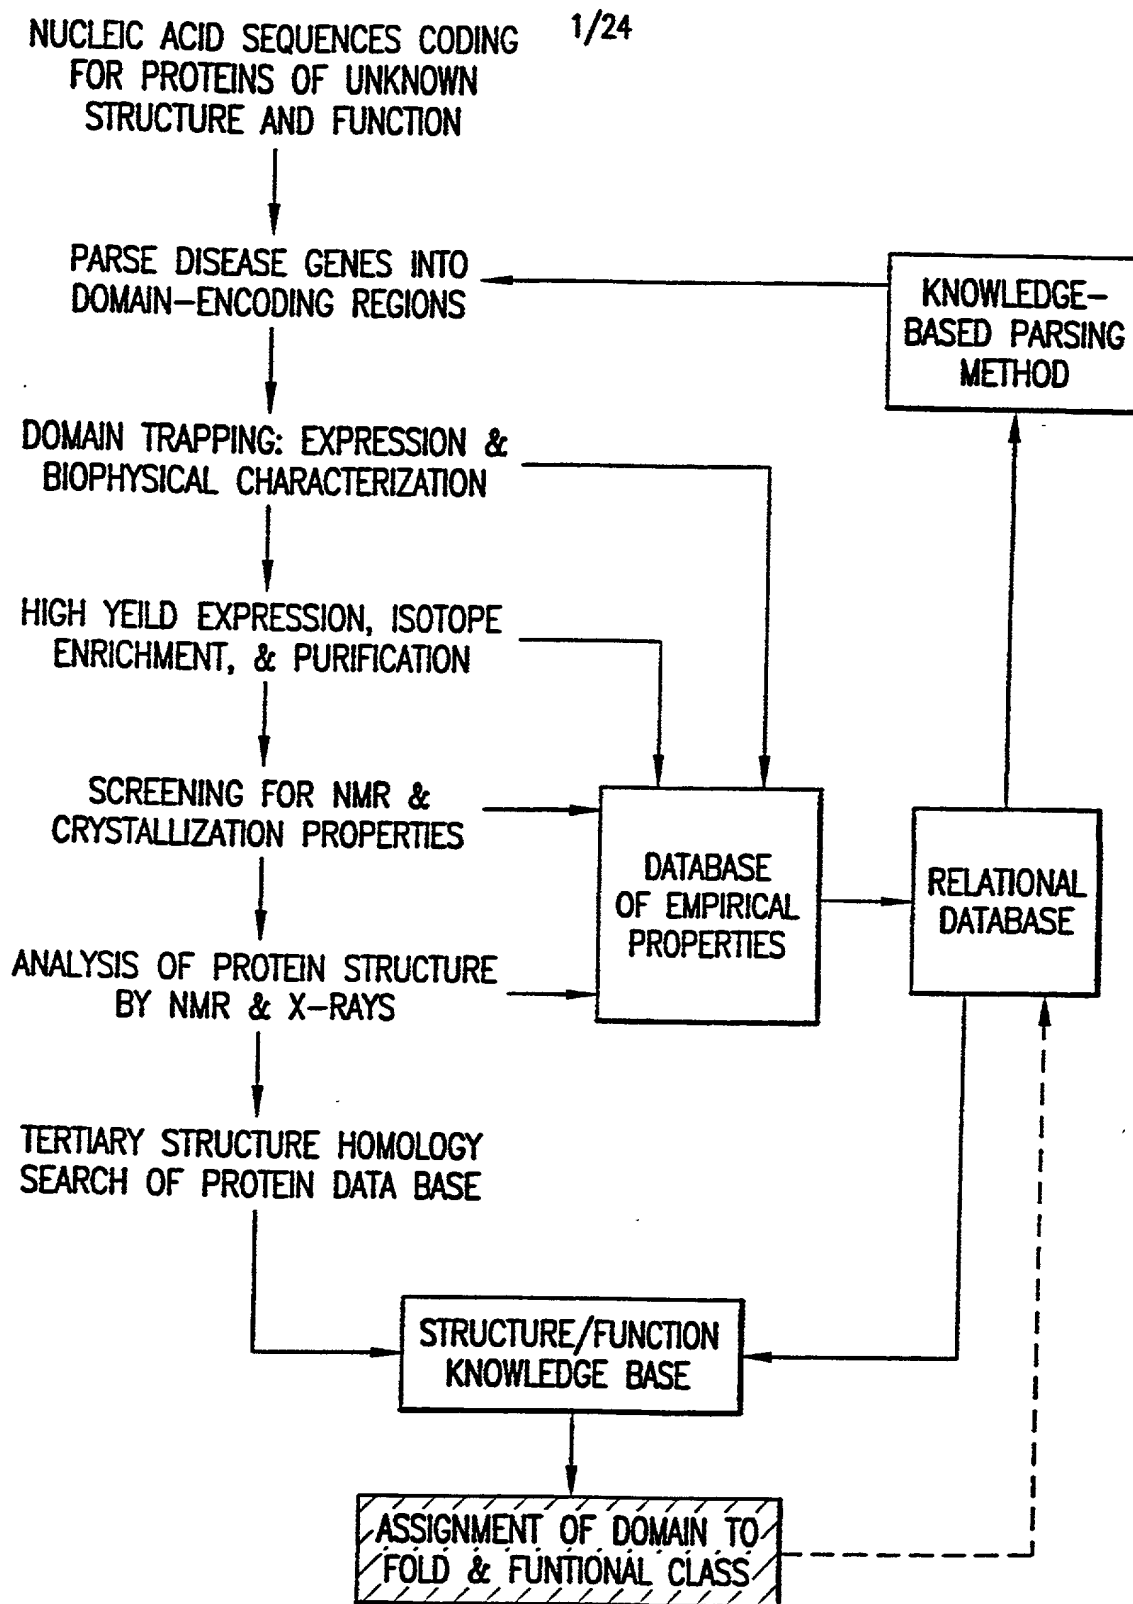 1/24
NUCLEIC ACID SEQUENCES CODING
FOR PROTEINS OF UNKNOWN
STRUCTURE AND FUNCTION
PARSE DISEASE GENES INTO
DOMAIN-ENCODING REGIONS
KNOWLEDGE-
BASED PARSING
METHOD
DOMAIN TRAPPING: EXPRESSION &
BIOPHYSICAL CHARACTERIZATION
HIGH YEILD EXPRESSION, ISOTOPE
ENRICHMENT, & PURIFICATION
SCREENING FOR NMR &
CRYSTALLIZATION PROPERTIES
DATABASE
OF EMPIRICAL
PROPERTIES
RELATIONAL
DATABASE
ANALYSIS OF PROTEIN STRUCTURE
BY NMR & X-RAYS
TERTIARY STRUCTURE HOMOLOGY
SEARCH OF PROTEIN DATA BASE
STRUCTURE/FUNCTION
KNOWLEDGE BASE
ASSIGNMENT OF DOMAIN TO
FOLD & FUNTIONAL CLASS